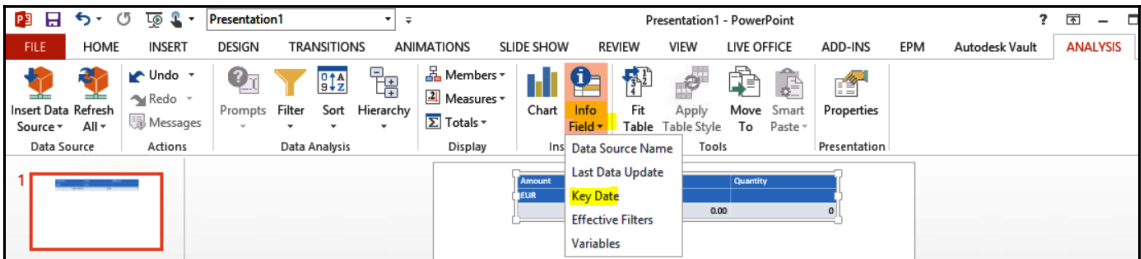 Presentation1
Presentation1 - PowerPoint
?
FILE HOME INSERT DESIGN TRANSITIONS ANIMATIONS SLIDE SHOW REVIEW VIEW LIVE OFFICE ADD-INS EPM Autodesk Vault ANALYSIS
Insert Data Source
Refresh All
Undo
Redo
Messages
Prompts
Filter
Sort
Hierarchy
Members
Measures
Totals
Chart
Info Field
Fit Table
Apply Table Style
Move To
Smart Paste
Properties
Data Source
Actions
Data Analysis
Display
Ins
Tools
Presentation
Data Source Name
Last Data Update
Key Date
Effective Filters
Variables
1
Amount
Quantity
EUR
0.00
0